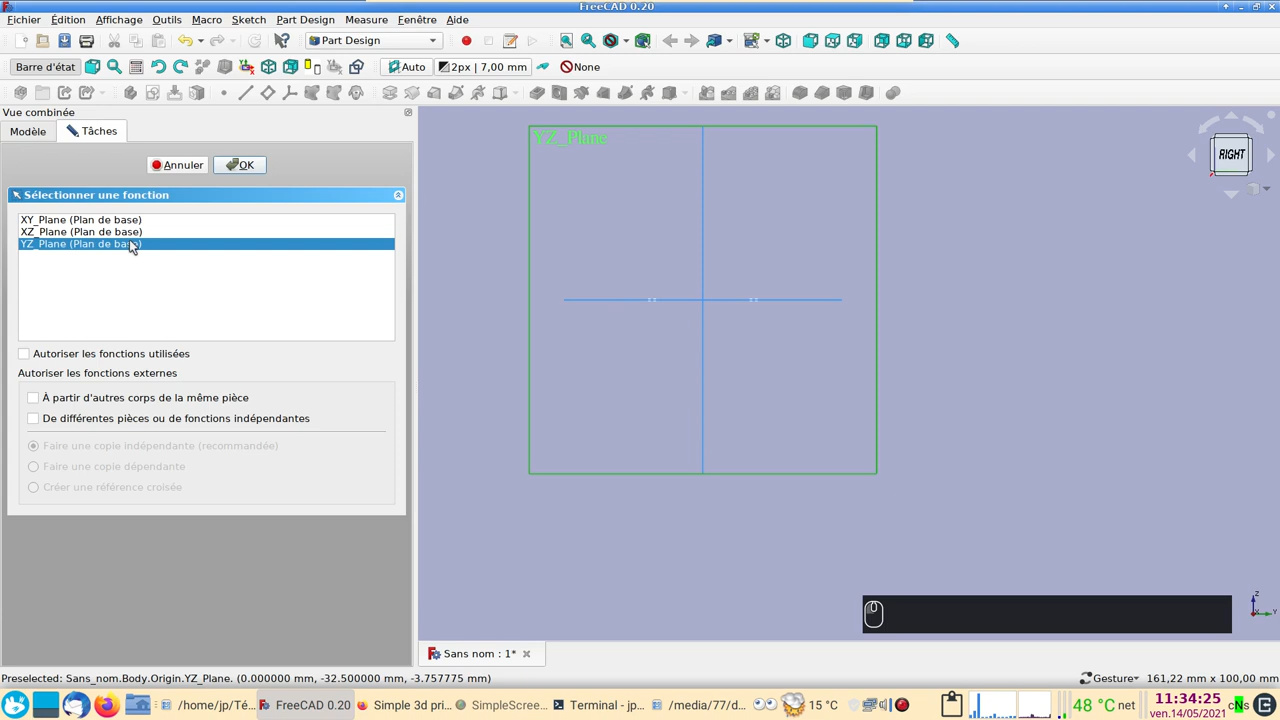 FreeCAD 0.20
Fichier Édition Affichage Outils Macro Sketch Part Design Measure Fenêtre Aide
Part Design
Barre d'état Auto 2px | 7,00 mm None
Vue combinée
Modèle Tâches
Annuler OK
Sélectionner une fonction
XY_Plane (Plan de base)
XZ_Plane (Plan de base)
YZ_Plane (Plan de base)
Autoriser les fonctions utilisées
Autoriser les fonctions externes
À partir d'autres corps de la même pièce
De différentes pièces ou de fonctions indépendantes
Faire une copie indépendante (recommandée)
Faire une copie dépendante
Créer une référence croisée
YZ_Plane
RIGHT
Z
Y
Sans nom : 1*
Preselected: Sans_nom.Body.Origin.YZ_Plane. (0.000000 mm, -32.500000 mm, -3.757775 mm)
Gesture 161,22 mm x 100,00 mm
/home/jp/Té... FreeCAD 0.20 Simple 3d pri... SimpleScree... Terminal - jp... /media/77/d... 15 °C 48 °C net 11:34:25
ven.14/05/2021